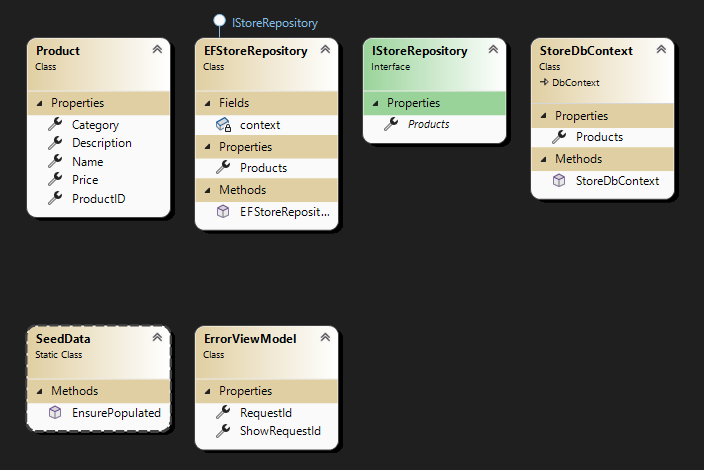 IStoreRepository
Product
Class
Properties
Category
Description
Name
Price
ProductID
EFStoreRepository
Class
Fields
context
Properties
Products
Methods
EFStoreReposit...
IStoreRepository
Interface
Properties
Products
StoreDbContext
Class
DbContext
Properties
Products
Methods
StoreDbContext
SeedData
Static Class
Methods
EnsurePopulated
ErrorViewModel
Class
Properties
RequestId
ShowRequestId